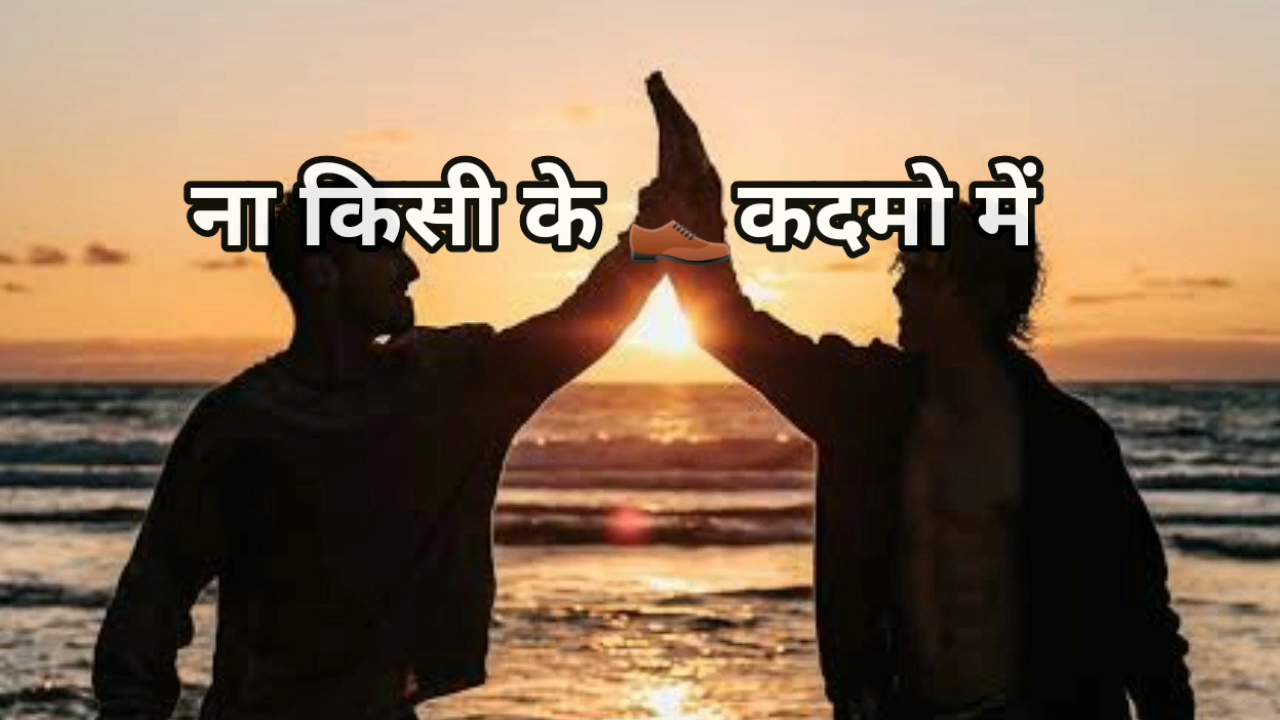 ना किसी के 👞 कदमो में